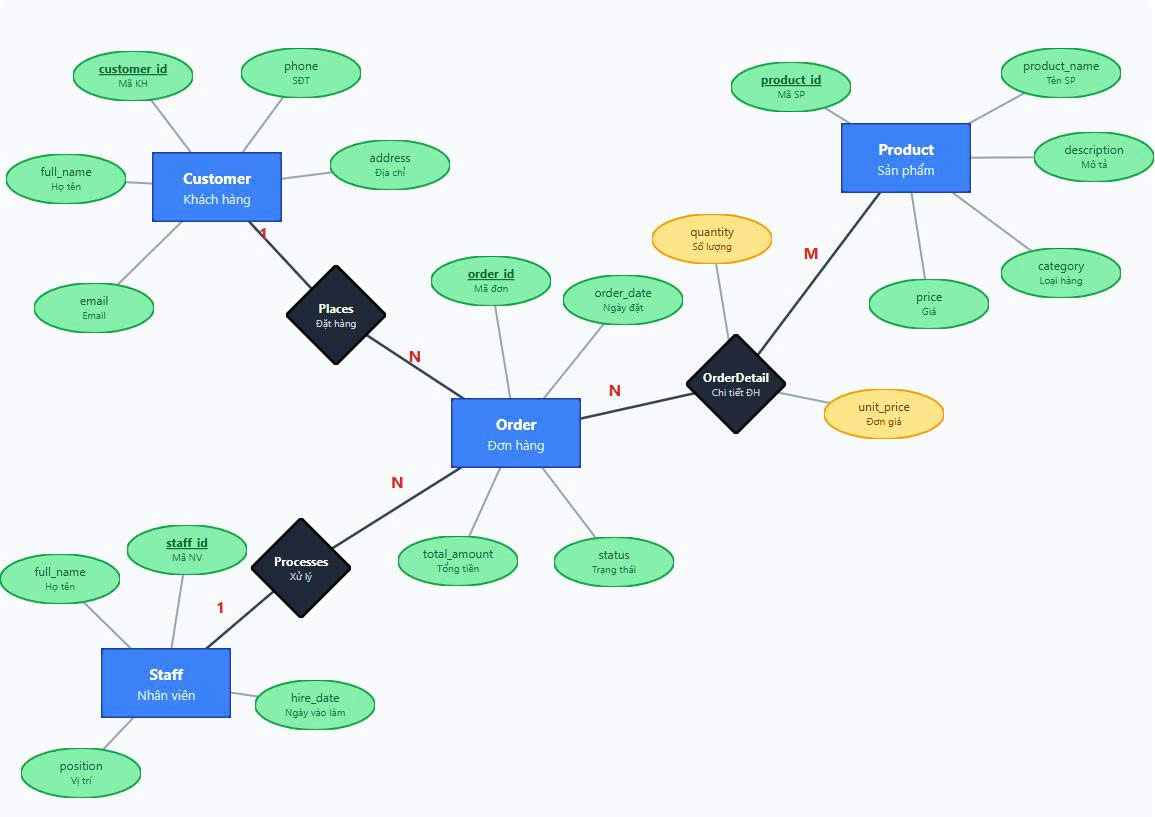 customer_id
Mã KH
phone
SĐT
full_name
Họ tên
address
Địa chỉ
Customer
Khách hàng
email
Email
1
Places
Đặt hàng
N
order_id
Mã đơn
order_date
Ngày đặt
product_id
Mã SP
product_name
Tên SP
Product
Sản phẩm
description
Mô tả
category
Loại hàng
price
Giá
M
quantity
Số lượng
OrderDetail
Chi tiết ĐH
unit_price
Đơn giá
N
Order
Đơn hàng
N
total_amount
Tổng tiền
status
Trạng thái
Processes
Xử lý
1
staff_id
Mã NV
full_name
Họ tên
Staff
Nhân viên
hire_date
Ngày vào làm
position
Vị trí